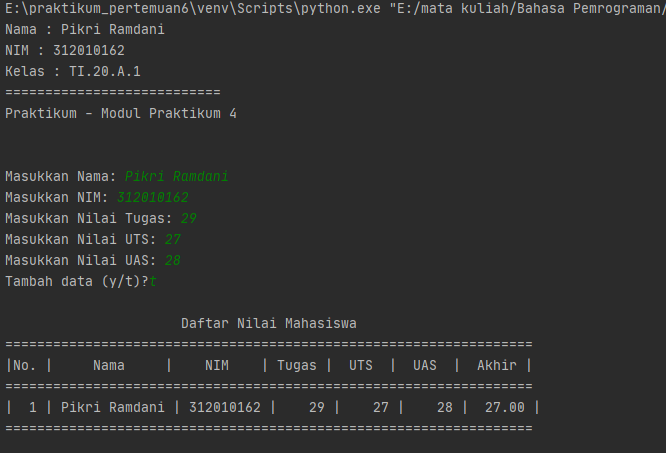 E:\praktikum_pertemuan6\venv\Scripts\python.exe "E:/mata kuliah/Bahasa Pemrograman/
Nama : Pikri Ramdani
NIM : 312010162
Kelas : TI.20.A.1
===========================
Praktikum - Modul Praktikum 4
Masukkan Nama: Pikri Ramdani
Masukkan NIM: 312010162
Masukkan Nilai Tugas: 29
Masukkan Nilai UTS: 27
Masukkan Nilai UAS: 28
Tambah data (y/t)?t
Daftar Nilai Mahasiswa
==================================================================
|No. |     Nama     |    NIM    | Tugas |  UTS  |  UAS  |  Akhir |
==================================================================
|  1 | Pikri Ramdani | 312010162 |    29 |    27 |    28 |  27.00 |
==================================================================